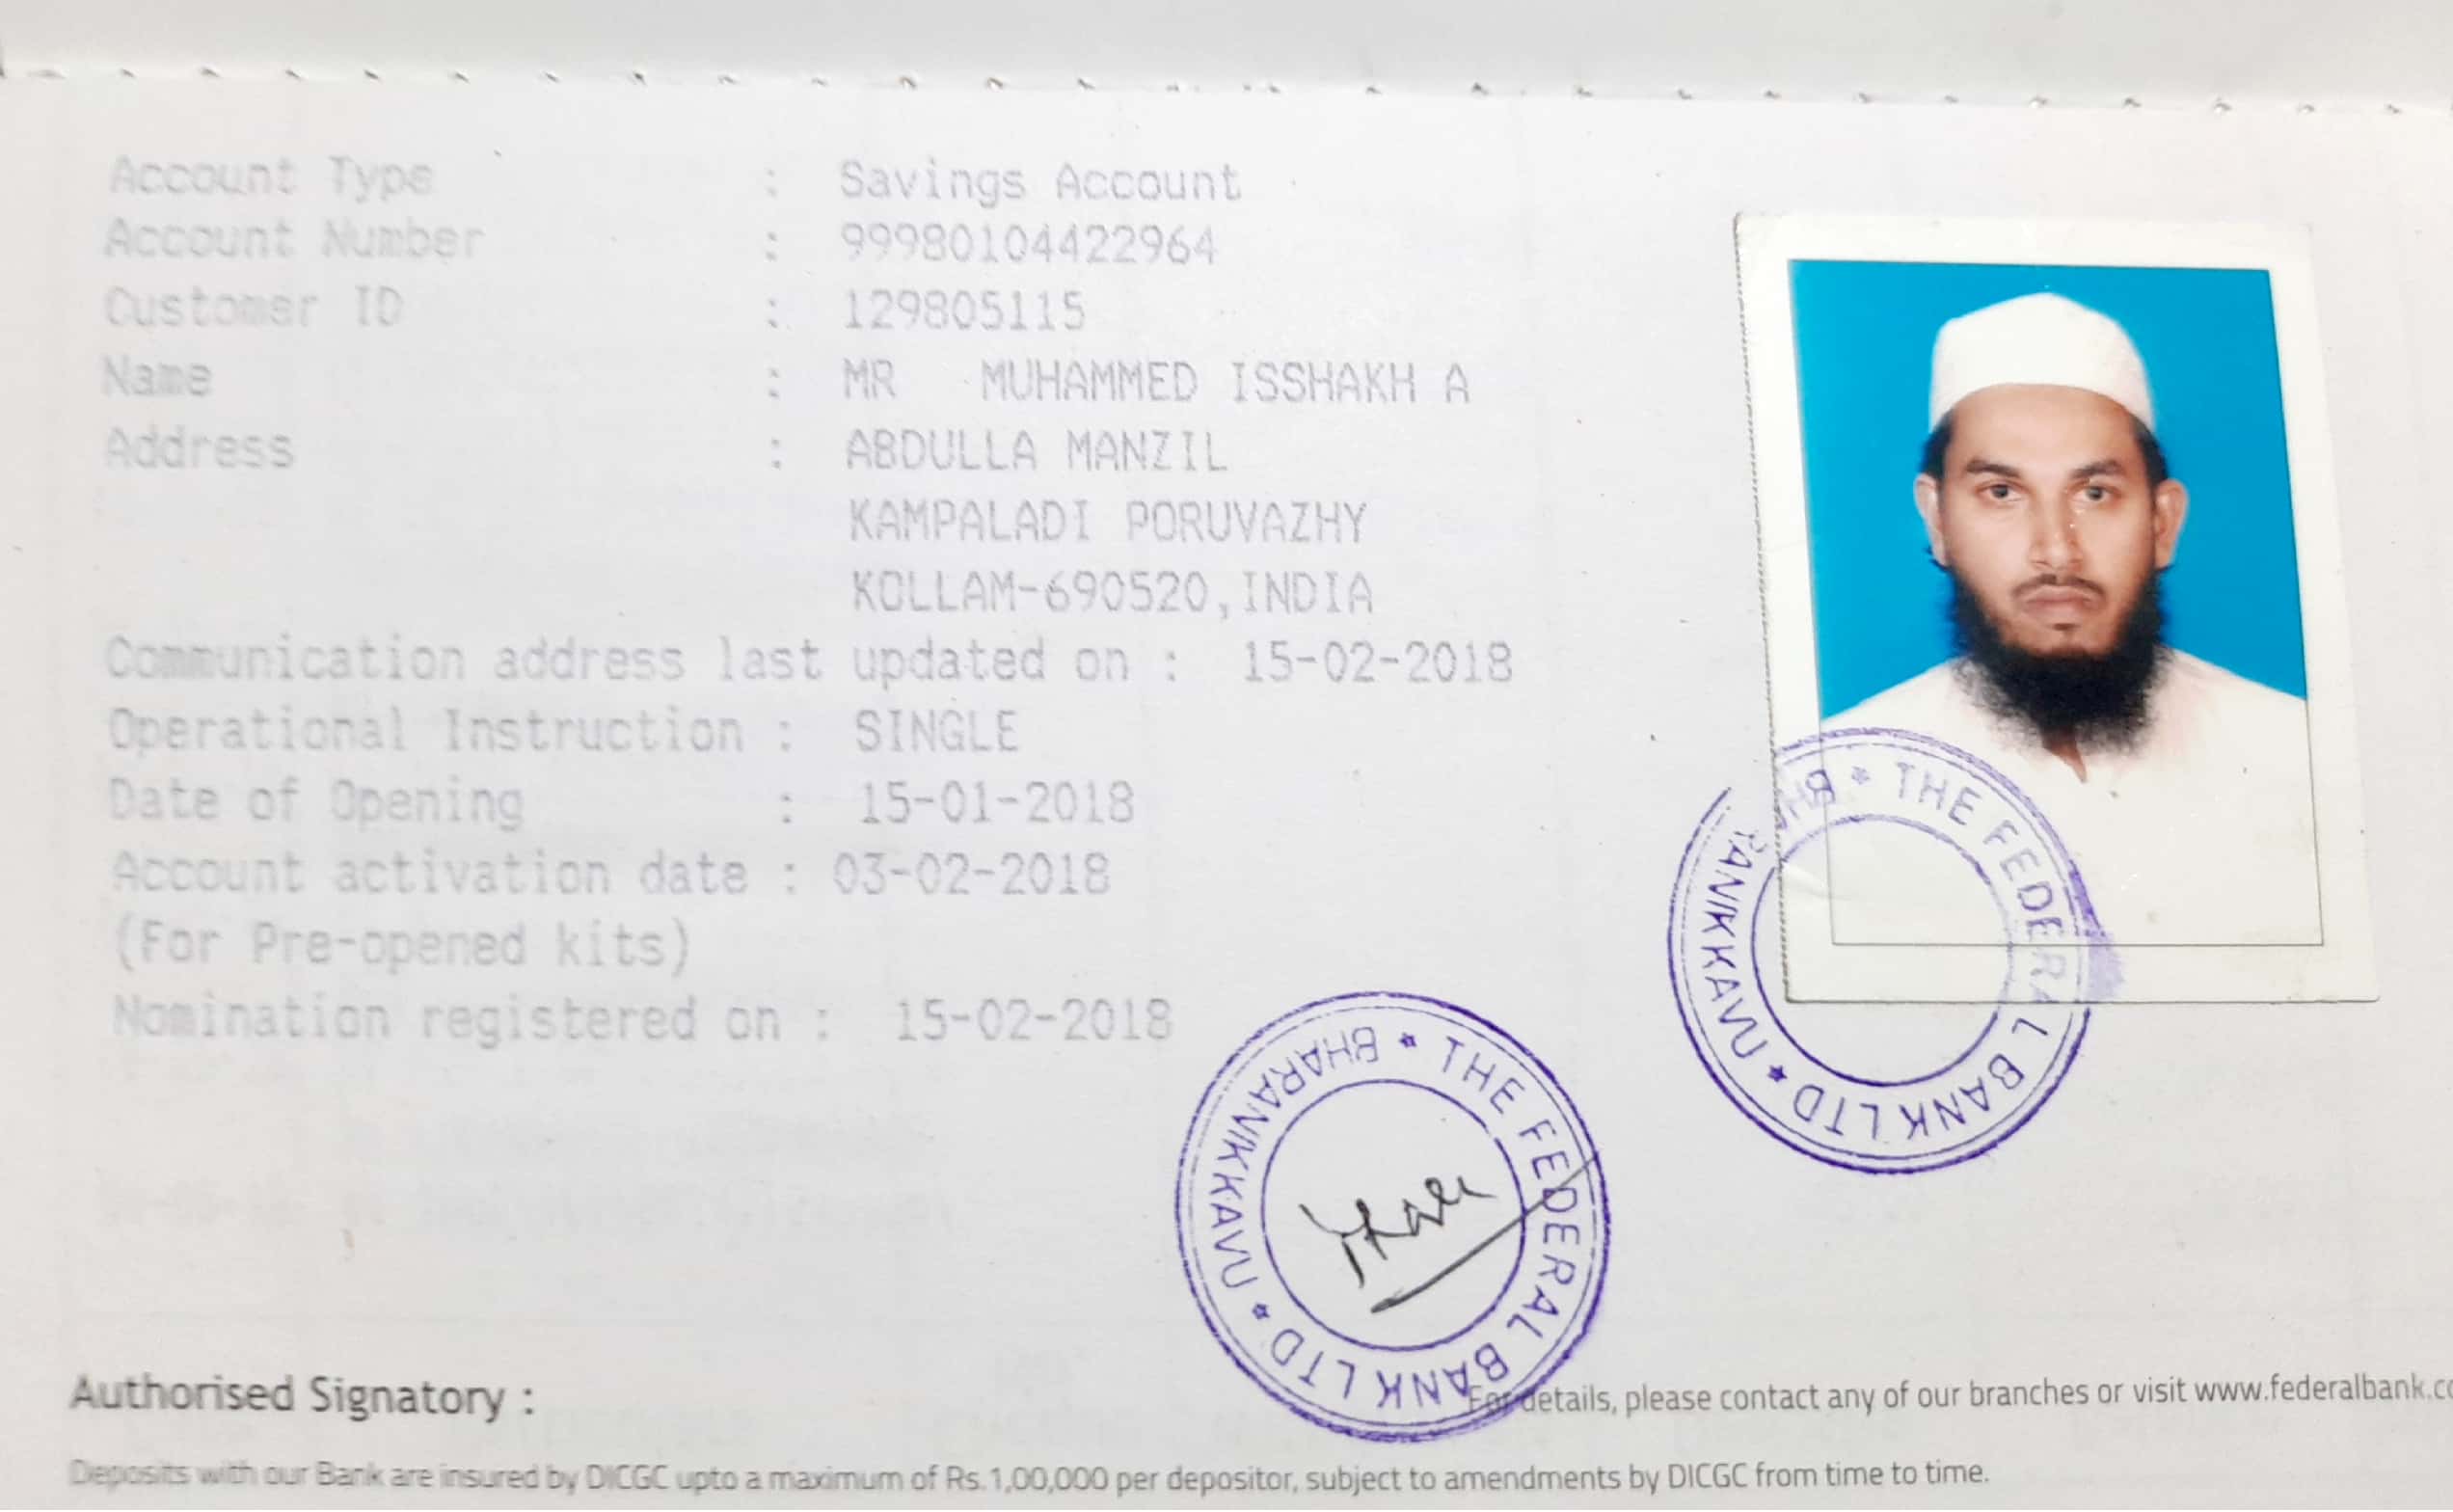 Account Type : Savings Account
Account Number : 99980104422964
Customer ID : 129805115
Name : MR MUHAMMED ISSHAKH A
Address : ABDULLA MANZIL
KAMPALADI PORUVAZHY
KOLLAM-690520,INDIA
Communication address last updated on : 15-02-2018
Operational Instruction : SINGLE
Date of Opening : 15-01-2018
Account activation date : 03-02-2018
(For Pre-opened kits)
Nomination registered on : 15-02-2018
THE FEDERAL BANK LTD * ANIKKAVU
THE FEDERAL BANK LTD * BHARANIKKAVU *
Authorised Signatory :
For details, please contact any of our branches or visit www.federalbank.co
Deposits with our Bank are insured by DICGC upto a maximum of Rs.1,00,000 per depositor, subject to amendments by DICGC from time to time.